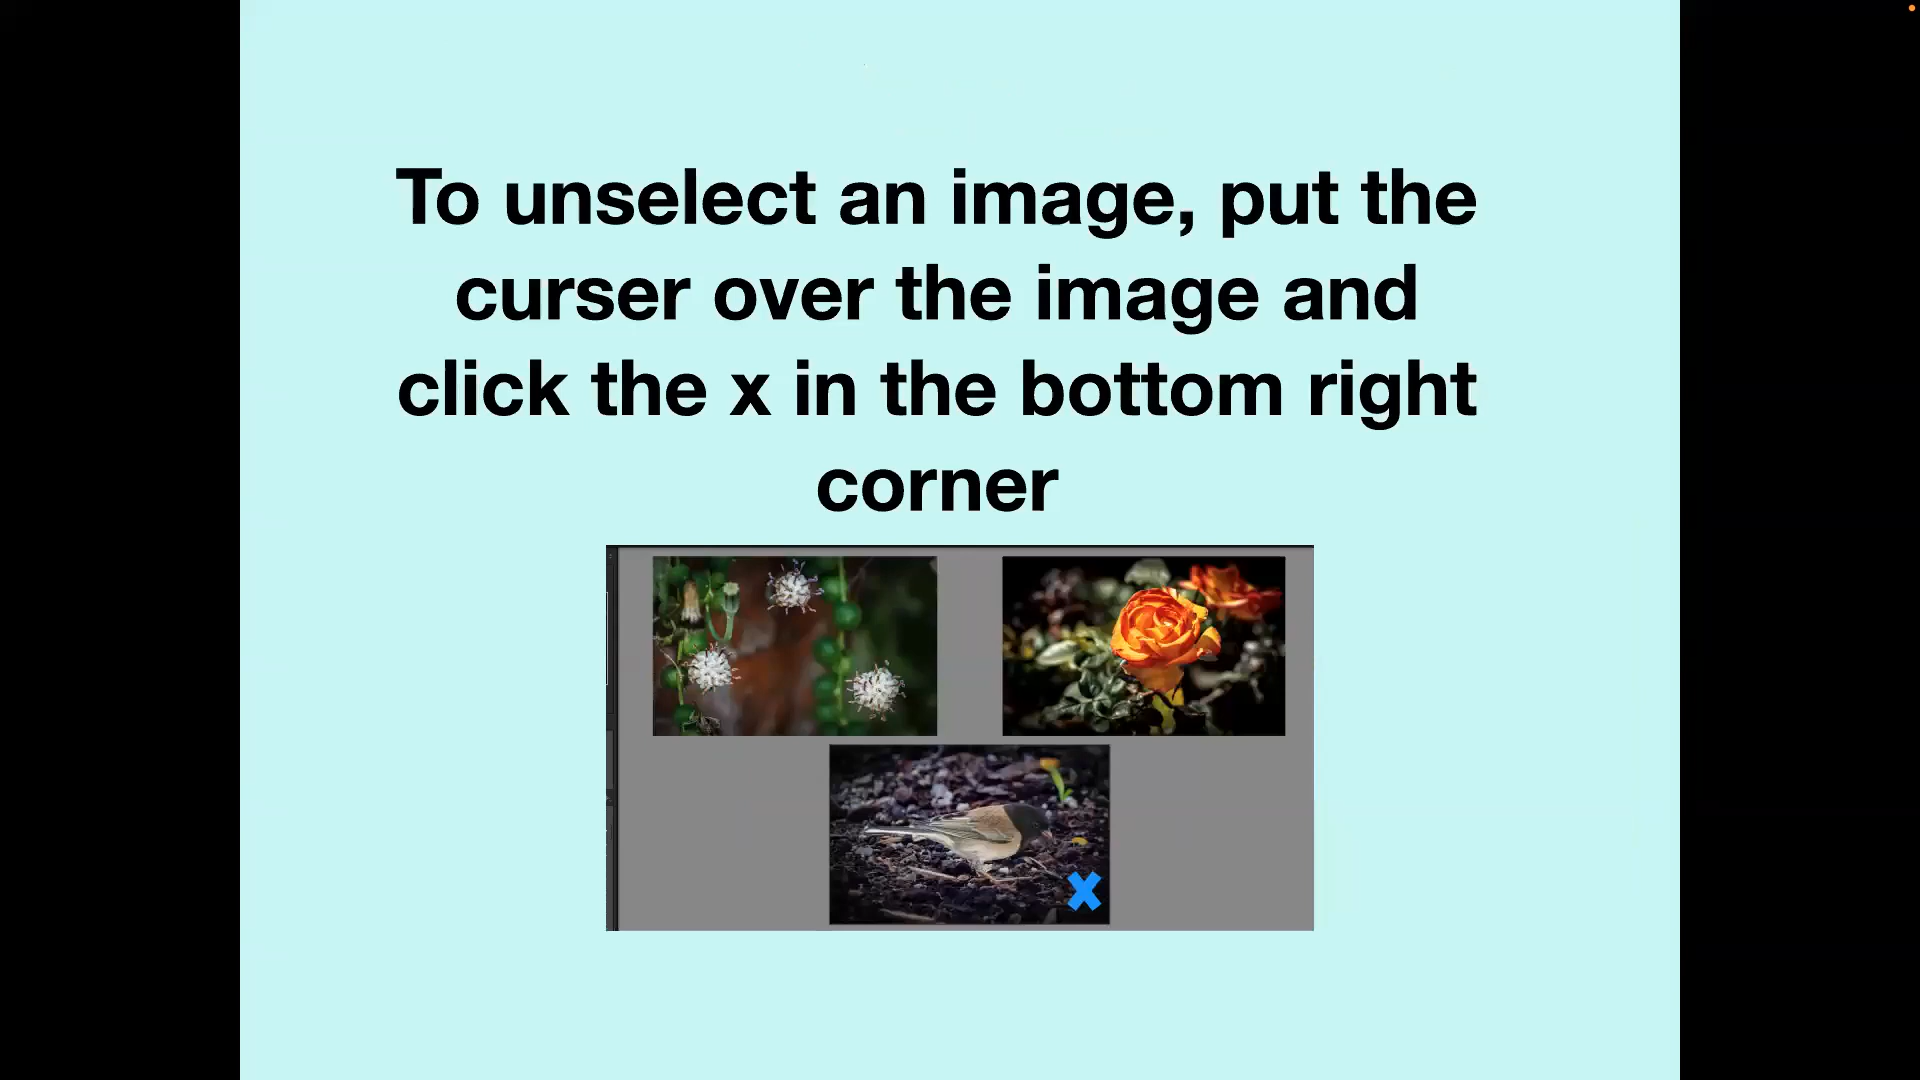 To unselect an image, put the
curser over the image and
click the x in the bottom right
corner